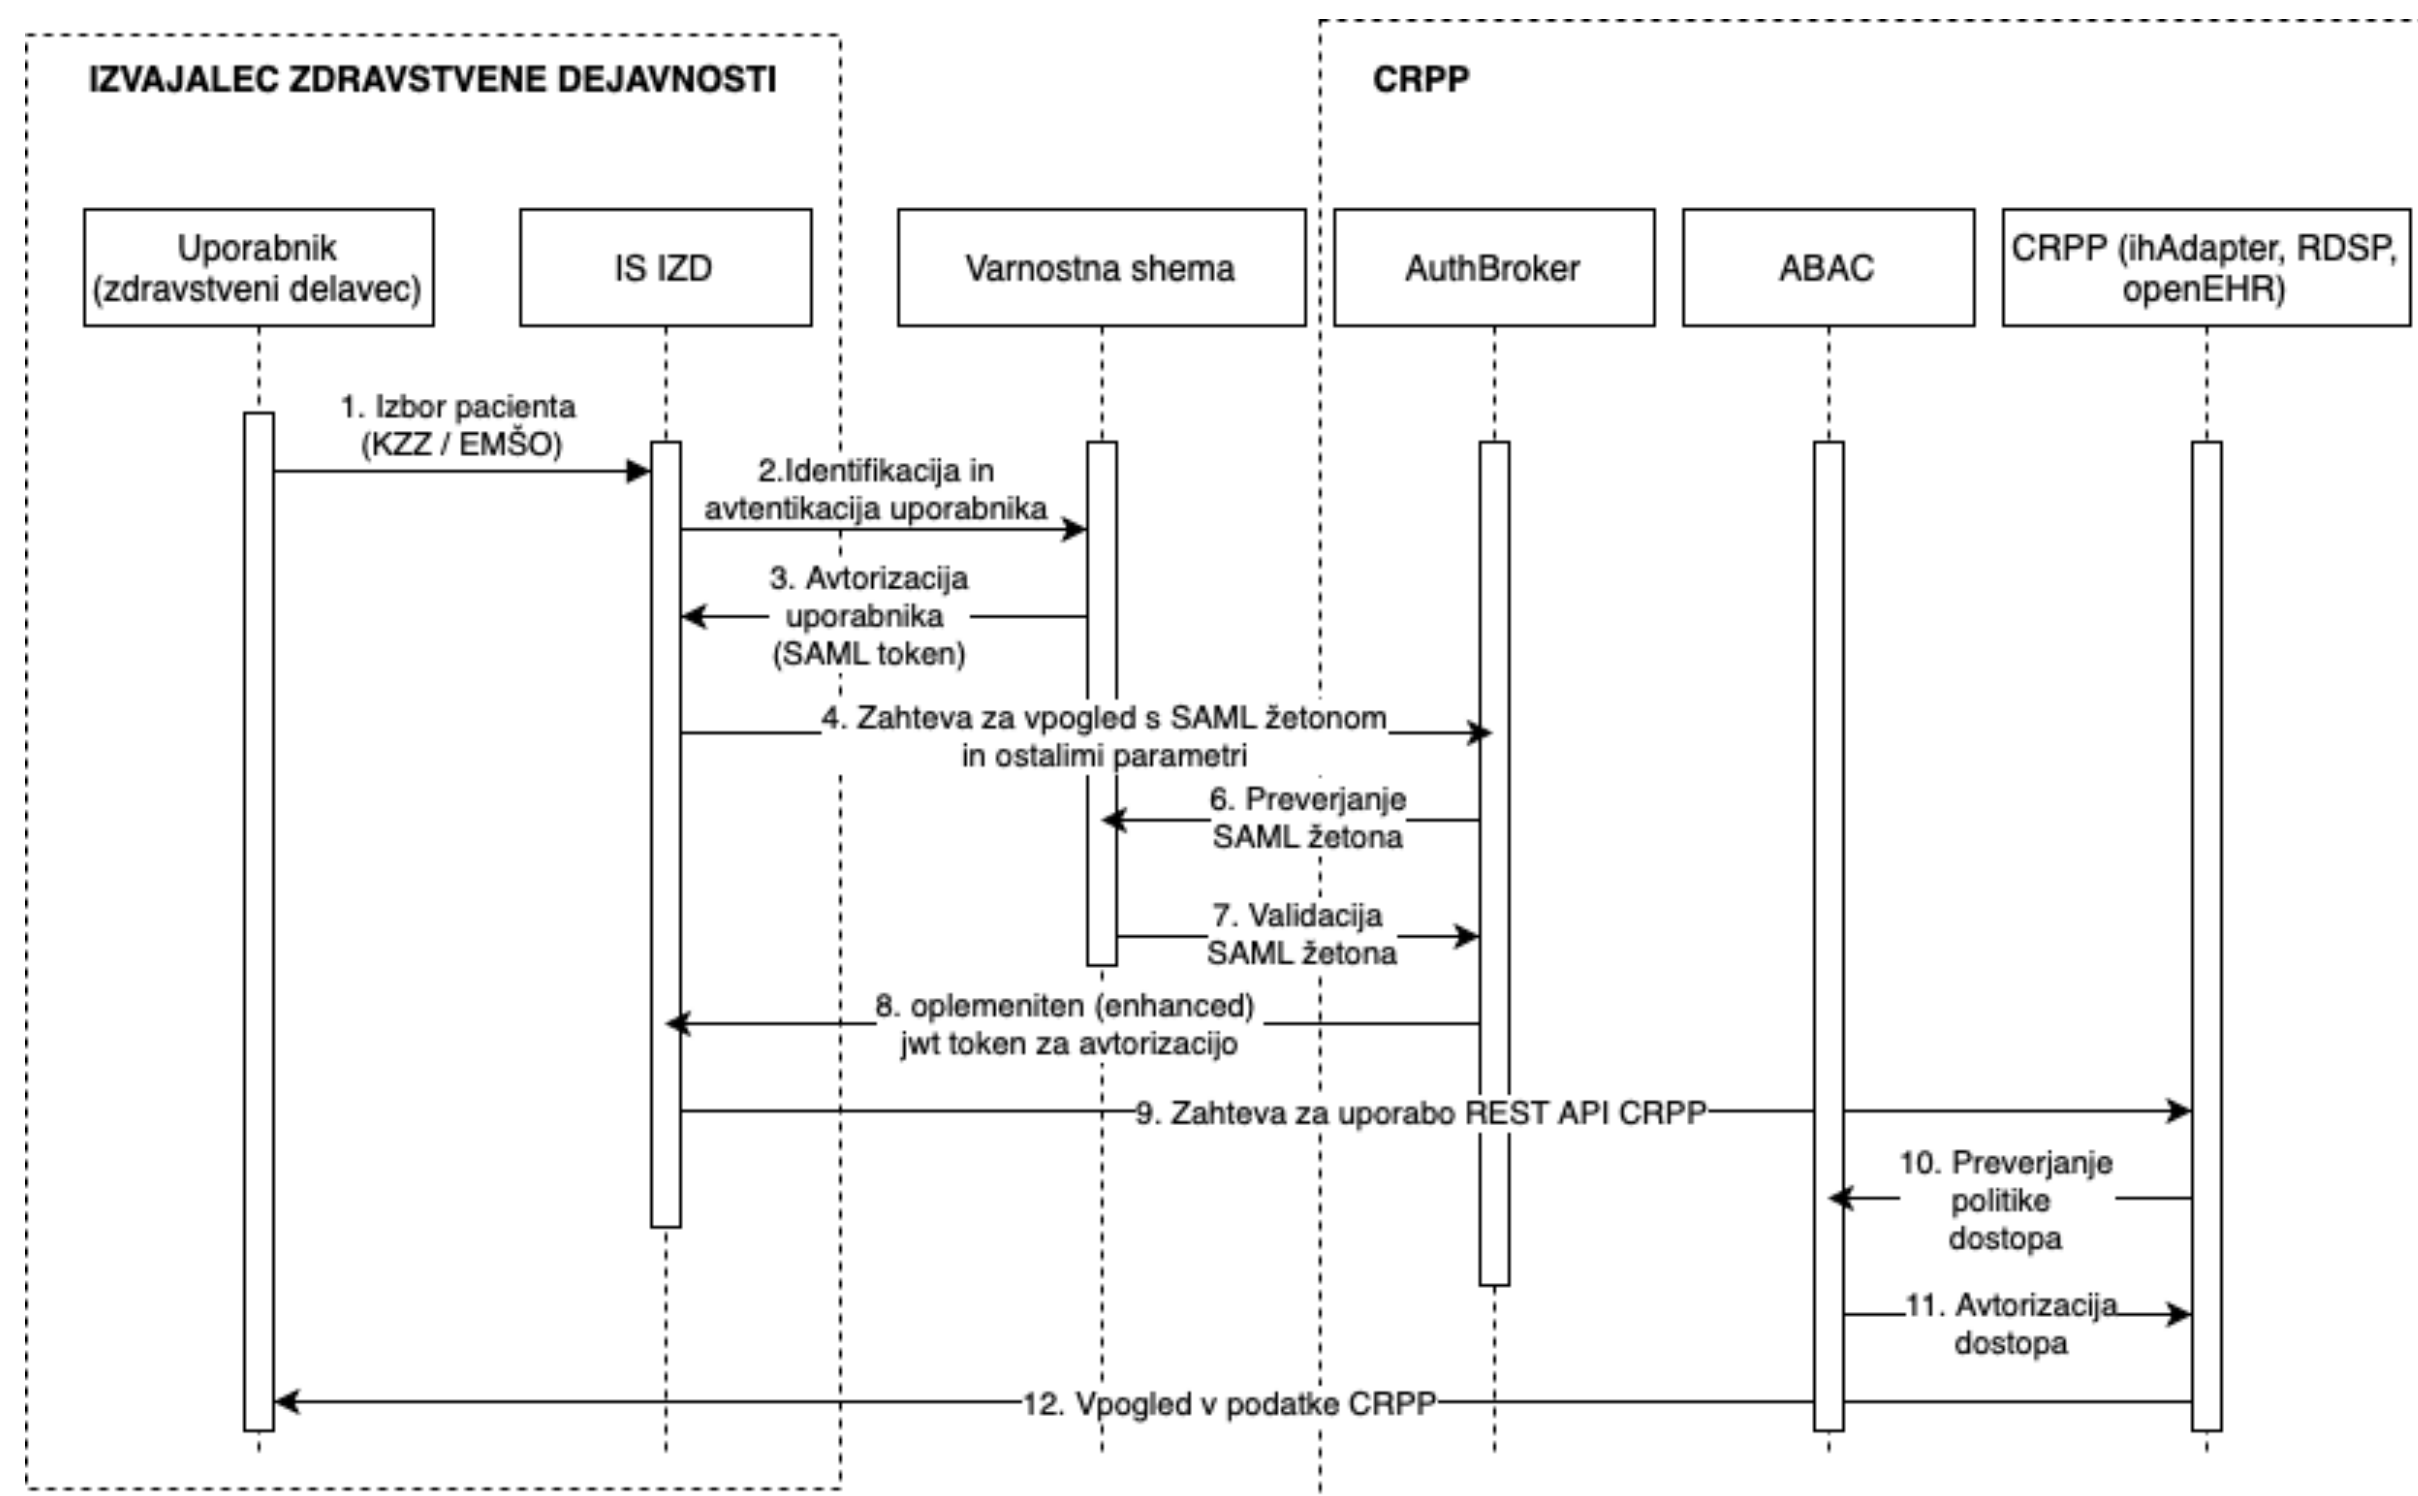 IZVAJALEC ZDRAVSTVENE DEJAVNOSTI
CRPP
Uporabnik
(zdravstveni delavec)
IS IZD
Varnostna shema
AuthBroker
ABAC
CRPP (ihAdapter, RDSP,
openEHR)
1. Izbor pacienta
(KZZ / EMŠO)
2.Identifikacija in
avtentikacija uporabnika
3. Avtorizacija
uporabnika
(SAML token)
4. Zahteva za vpogled s SAML žetonom
in ostalimi parametri
6. Preverjanje
SAML žetona
7. Validacija
SAML žetona
8. oplemeniten (enhanced)
jwt token za avtorizacijo
9. Zahteva za uporabo REST API CRPP
10. Preverjanje
politike
dostopa
11. Avtorizacija
dostopa
12. Vpogled v podatke CRPP